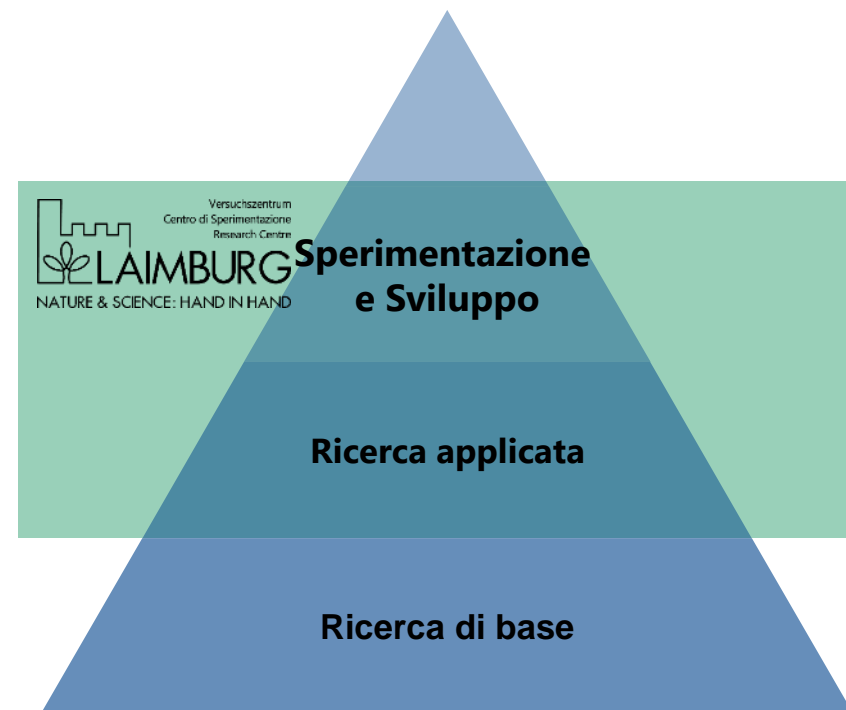 Versuchszentrum
Centro di Sperimentazione
Research Centre
LAIMBURG
NATURE & SCIENCE: HAND IN HAND
Sperimentazione
e Sviluppo
Ricerca applicata
Ricerca di base